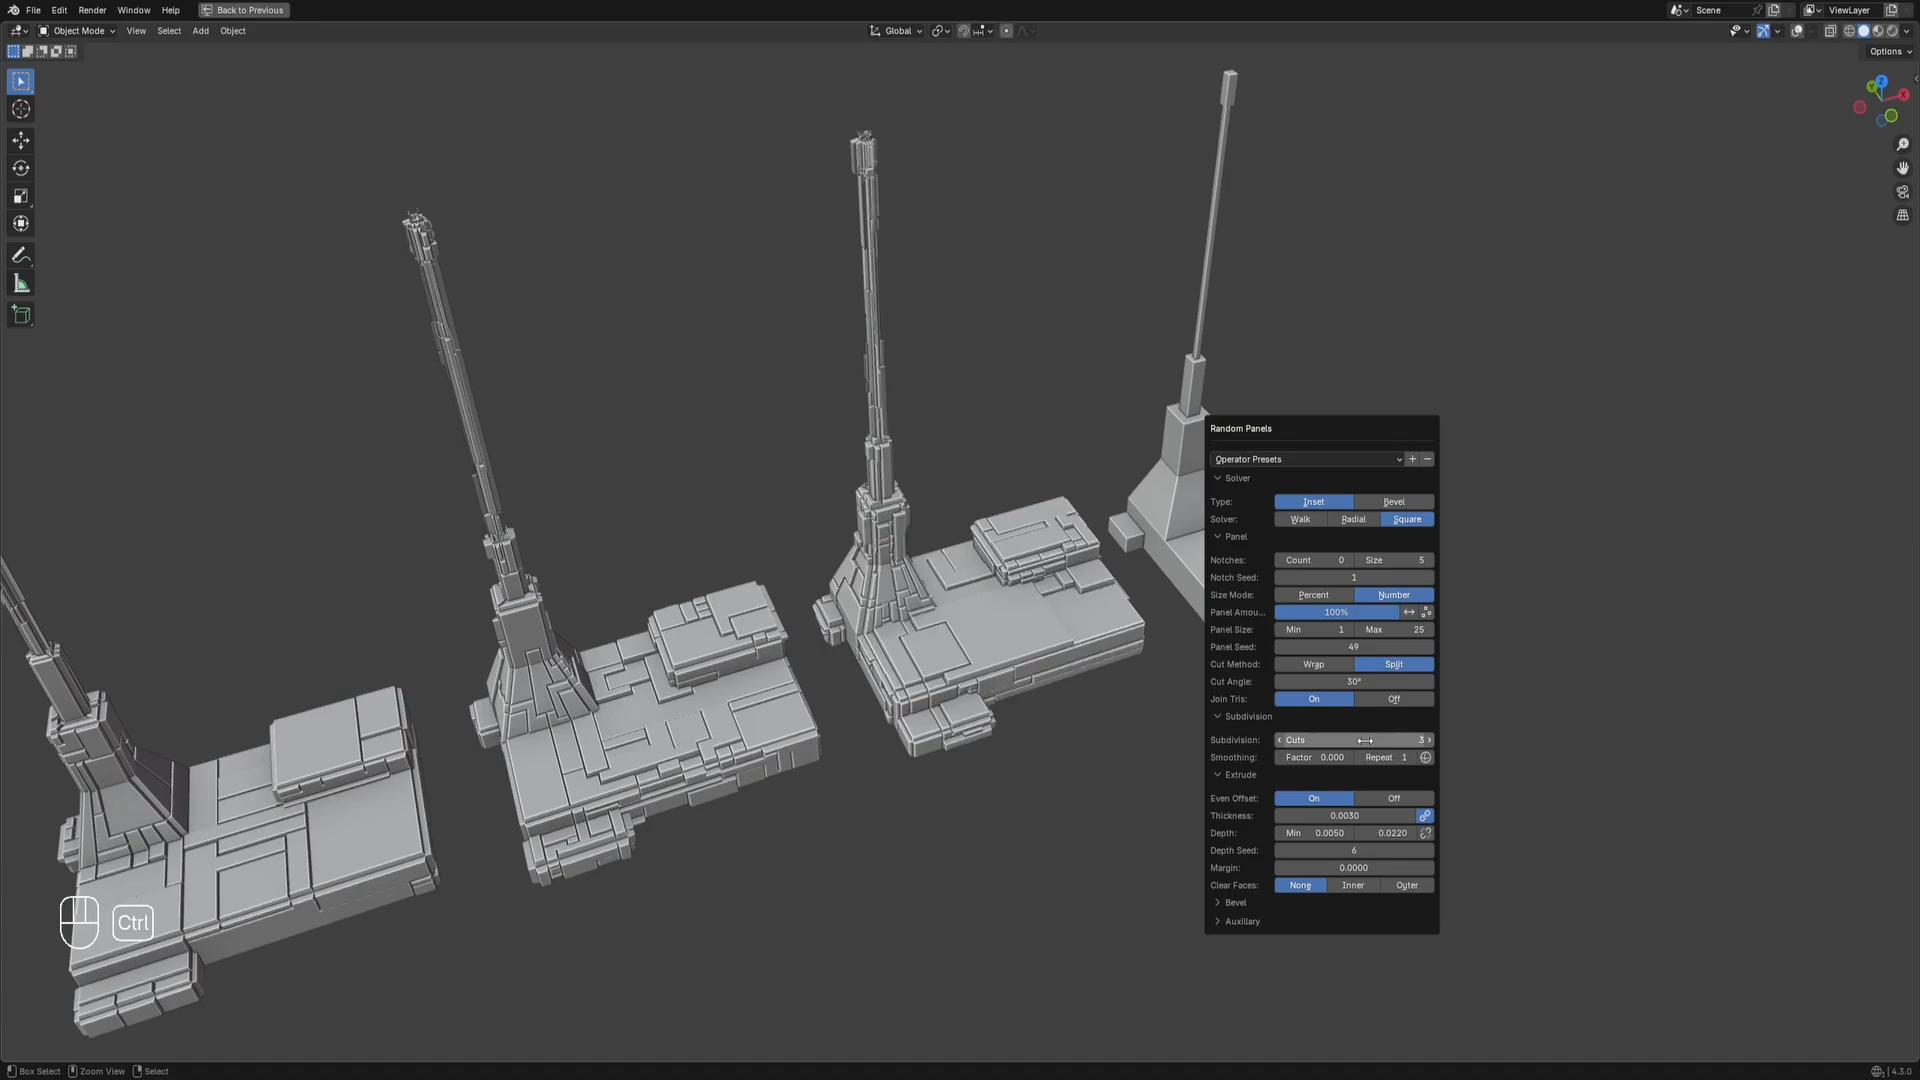 File Edit Render Window Help Back to Previous Scene ViewLayer
Object Mode View Select Add Object Global
Options
Z
Y
X
Random Panels
Operator Presets + −
Solver
Type: Inset Bevel
Solver: Walk Radial Square
Panel
Notches: Count 0 Size 5
Notch Seed: 1
Size Mode: Percent Number
Panel Amou... 100%
Panel Size: Min 1 Max 25
Panel Seed: 49
Cut Method: Wrap Split
Cut Angle: 30°
Join Tris: On Off
Subdivision
Subdivision: Cuts 3
Smoothing: Factor 0.000 Repeat 1
Extrude
Even Offset: On Off
Thickness: 0.0030
Depth: Min 0.0050 0.0220
Depth Seed: 6
Margin: 0.0000
Clear Faces: None Inner Outer
Bevel
Auxillary
Ctrl
Box Select Zoom View Select 4.3.0